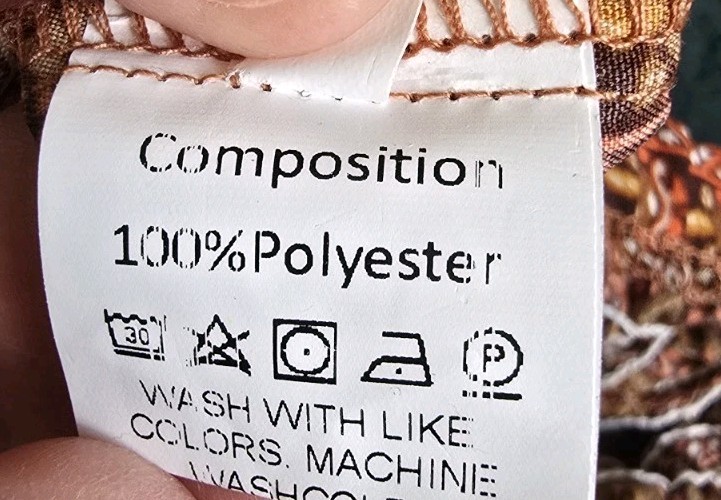 Composition
100%Polyester
30 P
WASH WITH LIKE
COLORS. MACHINE